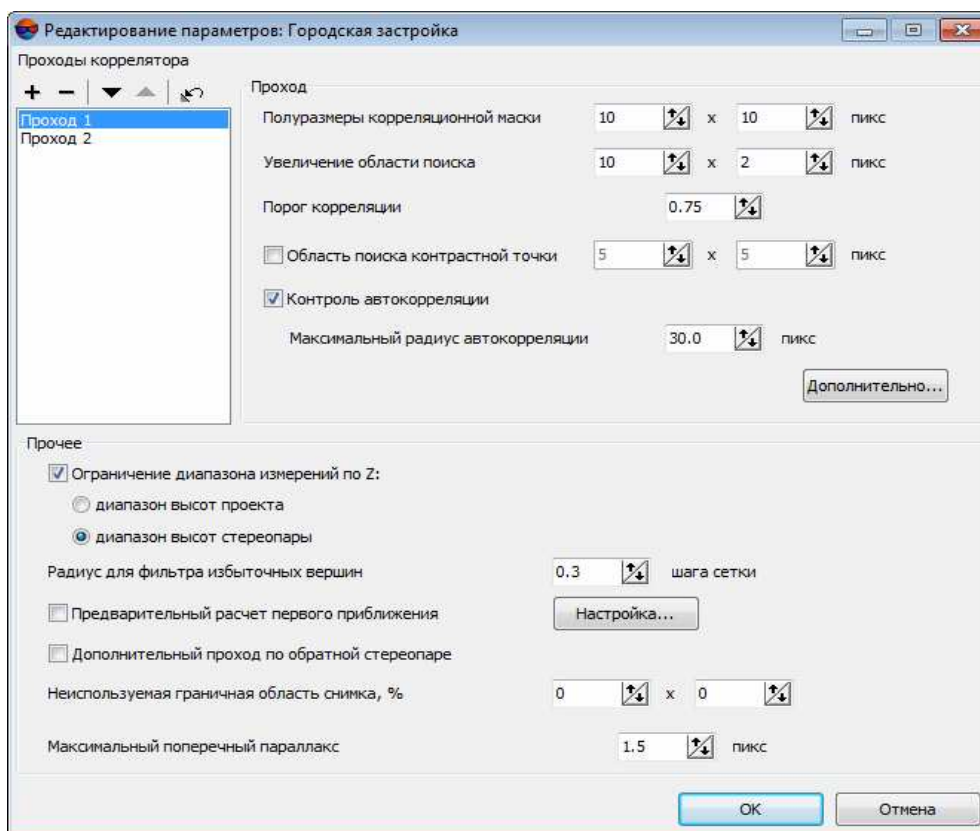 Редактирование параметров: Городская застройка
Проходы коррелятора
Проход 1
Проход 2
Проход
Полуразмеры корреляционной маски 10 x 10 пикс
Увеличение области поиска 10 x 2 пикс
Порог корреляции 0.75
Область поиска контрастной точки 5 x 5 пикс
Контроль автокорреляции
Максимальный радиус автокорреляции 30.0 пикс
Дополнительно...
Прочее
Ограничение диапазона измерений по Z:
диапазон высот проекта
диапазон высот стереопары
Радиус для фильтра избыточных вершин 0.3 шага сетки
Предварительный расчет первого приближения Настройка...
Дополнительный проход по обратной стереопаре
Неиспользуемая граничная область снимка, % 0 x 0
Максимальный поперечный параллакс 1.5 пикс
OK Отмена